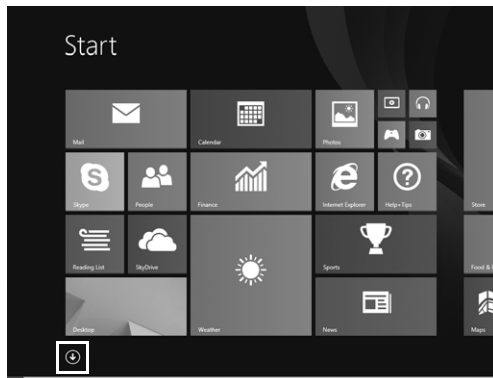 Start
Mail
Calendar
Photos
Skype
People
Finance
Internet Explorer
Help+Tips
Store
Reading List
SkyDrive
Sports
Food &
Desktop
Weather
News
Maps